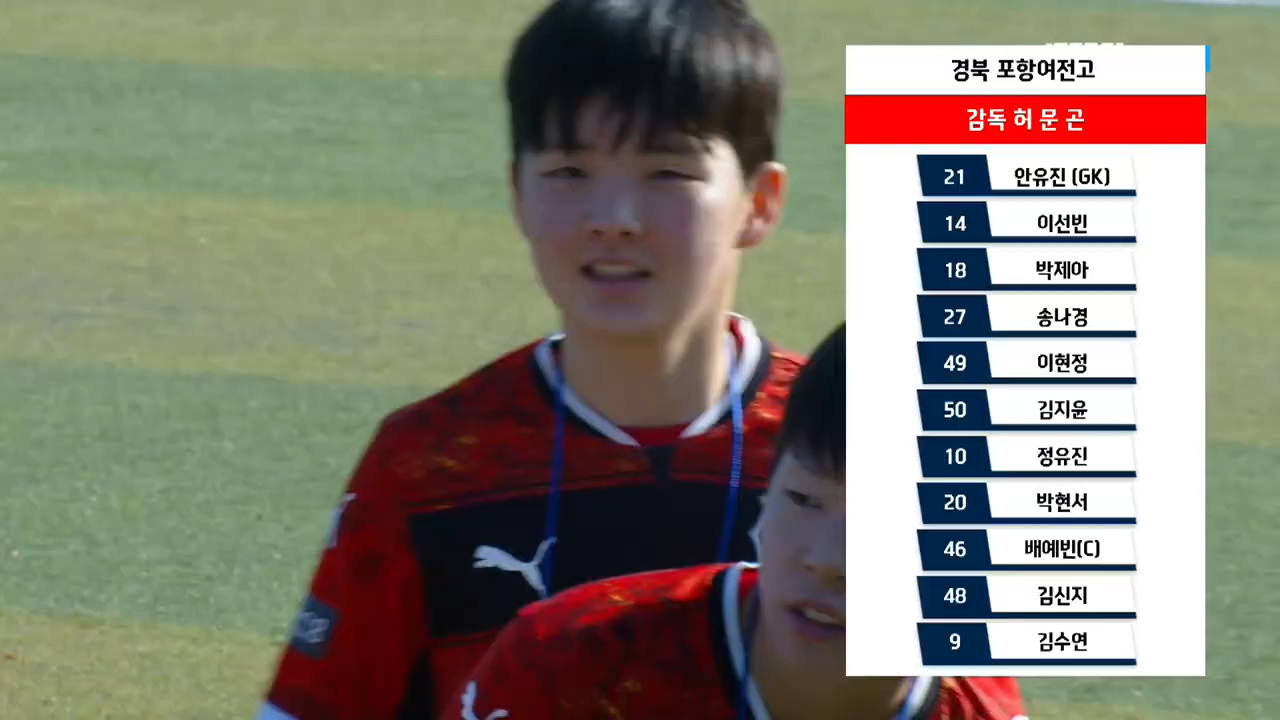 경북 포항여전고
감독 허 문 곤
21 안유진 (GK)
14 이선빈
18 박제아
27 송나경
49 이현정
50 김지윤
10 정유진
20 박현서
46 배예빈(C)
48 김신지
9 김수연